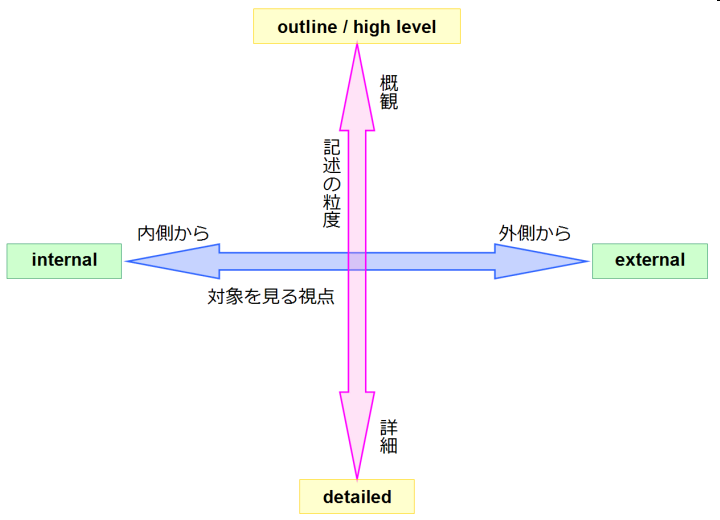 outline / high level
概観
記述の粒度
内側から
外側から
internal
external
対象を見る視点
詳細
detailed